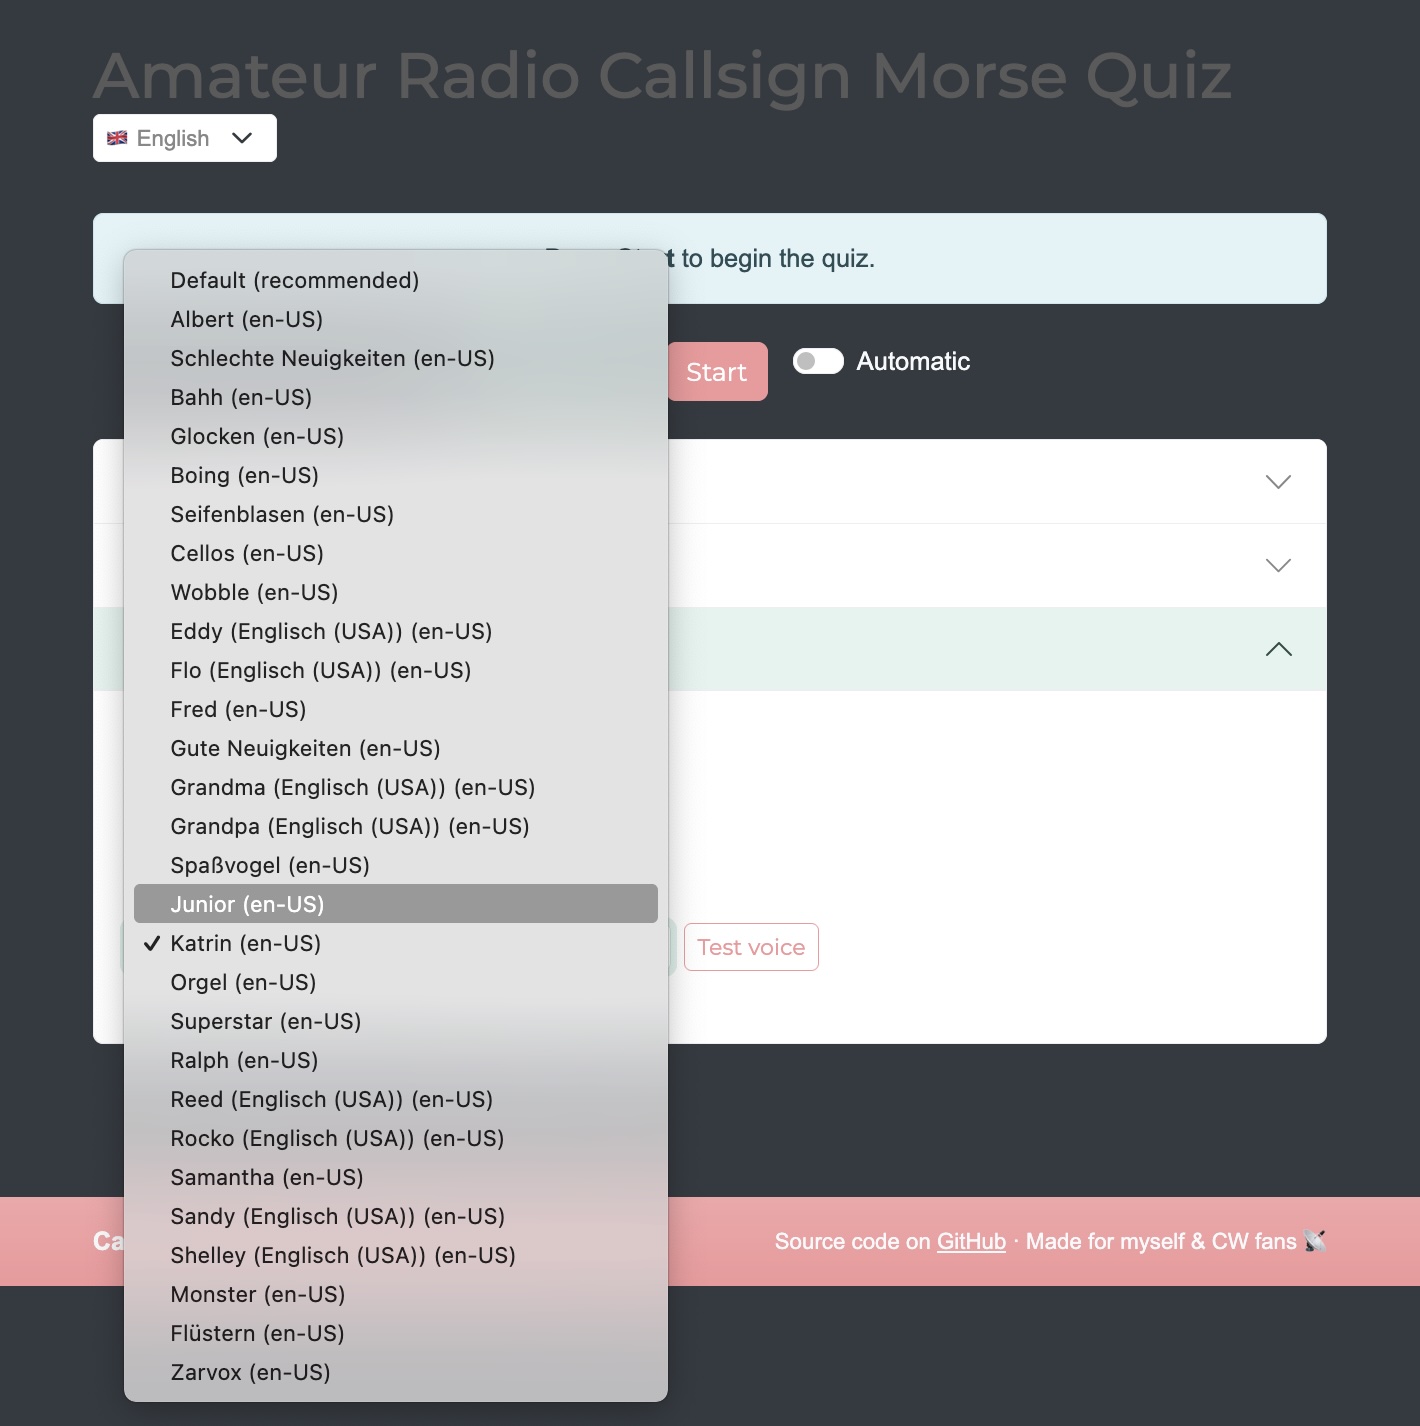 Amateur Radio Callsign Morse Quiz
English
to begin the quiz.
Default (recommended)
Albert (en-US)
Schlechte Neuigkeiten (en-US)
Start
Automatic
Bahh (en-US)
Glocken (en-US)
Boing (en-US)
Seifenblasen (en-US)
Cellos (en-US)
Wobble (en-US)
Eddy (Englisch (USA)) (en-US)
Flo (Englisch (USA)) (en-US)
Fred (en-US)
Gute Neuigkeiten (en-US)
Grandma (Englisch (USA)) (en-US)
Grandpa (Englisch (USA)) (en-US)
Spaßvogel (en-US)
Junior (en-US)
✓ Katrin (en-US)
Test voice
Orgel (en-US)
Superstar (en-US)
Ralph (en-US)
Reed (Englisch (USA)) (en-US)
Rocko (Englisch (USA)) (en-US)
Samantha (en-US)
Sandy (Englisch (USA)) (en-US)
Source code on GitHub · Made for myself & CW fans
Shelley (Englisch (USA)) (en-US)
Monster (en-US)
Flüstern (en-US)
Zarvox (en-US)